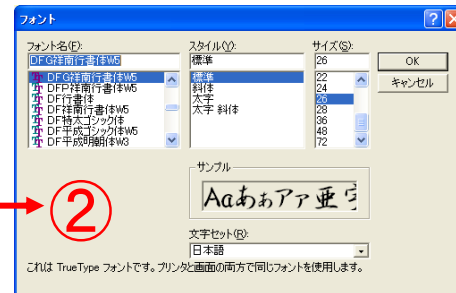 フォント
フォント名(F):
DFG祥南行書体W5
DFG祥南行書体W5
DFP祥南行書体W5
DF行書体
DF祥南行書体W5
DF特太ゴシック体
DF平成ゴシック体W5
DF平成明朝体W3
スタイル(Y):
標準
標準
斜体
太字
太字 斜体
サイズ(S):
26
22
24
26
28
36
48
72
OK
キャンセル
サンプル
Aaあぁアァ亜宇
②
文字セット(R):
日本語
これは TrueType フォントです。プリンタと画面の両方で同じフォントを使用します。